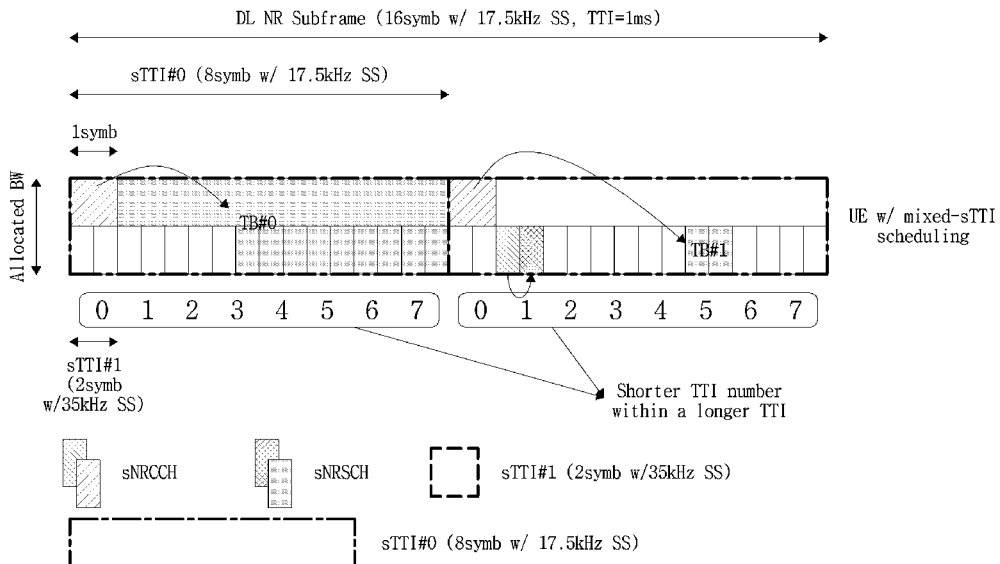 DL NR Subframe (16symb w/ 17.5kHz SS, TTI=1ms)
sTTI#0 (8symb w/ 17.5kHz SS)
1symb
Allocated BW
TB#0
TB#1
UE w/ mixed-sTTI
scheduling
0 1 2 3 4 5 6 7
0 1 2 3 4 5 6 7
sTTI#1
(2symb
w/35kHz SS)
Shorter TTI number
within a longer TTI
sNRCCH
sNRSCH
sTTI#1 (2symb w/35kHz SS)
sTTI#0 (8symb w/ 17.5kHz SS)